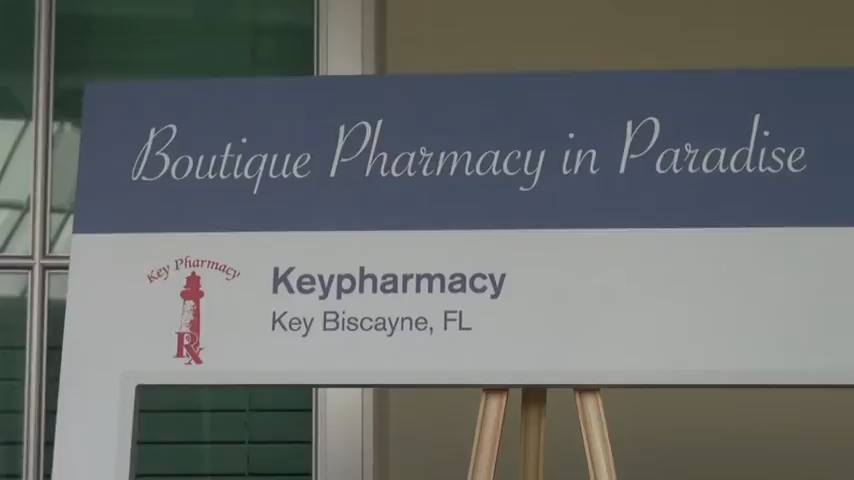 Boutique Pharmacy in Paradise
Key Pharmacy
Keypharmacy
Key Biscayne, FL
Rx